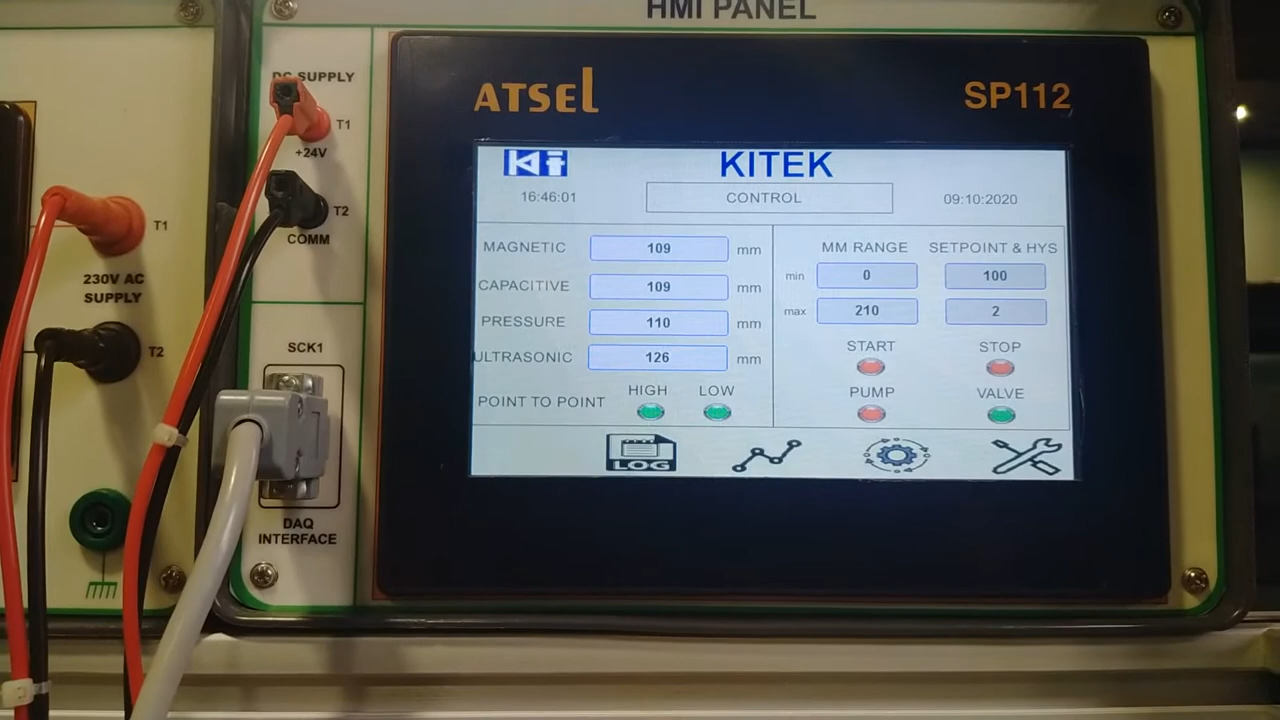 HMI PANEL
DC SUPPLY
T1
+24V
T2
COMM
T1
230V AC
SUPPLY
T2
SCK1
DAQ
INTERFACE
ATSEL
SP112
KITEK
16:46:01
CONTROL
09:10:2020
MAGNETIC 109 mm
CAPACITIVE 109 mm
PRESSURE 110 mm
ULTRASONIC 126 mm
POINT TO POINT HIGH LOW
MM RANGE SETPOINT & HYS
min 0 100
max 210 2
START STOP
PUMP VALVE
LOG